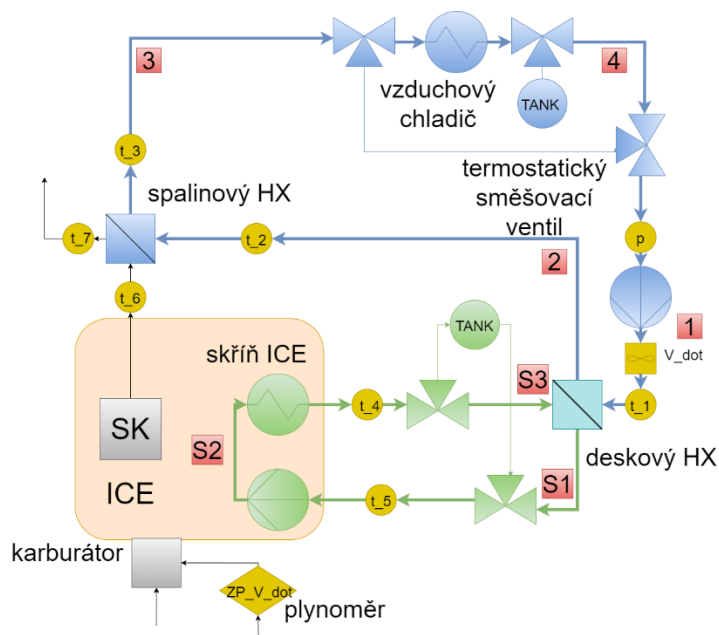 3
4
vzduchový
chladič
TANK
t_3
termostatický
směšovací
ventil
spalinový HX
t_7
t_2
p
2
t_6
1
V_dot
skříň ICE
TANK
S3
t_4
t_1
SK
S2
deskový HX
ICE
S1
t_5
karburátor
ZP_V_dot
plynoměr